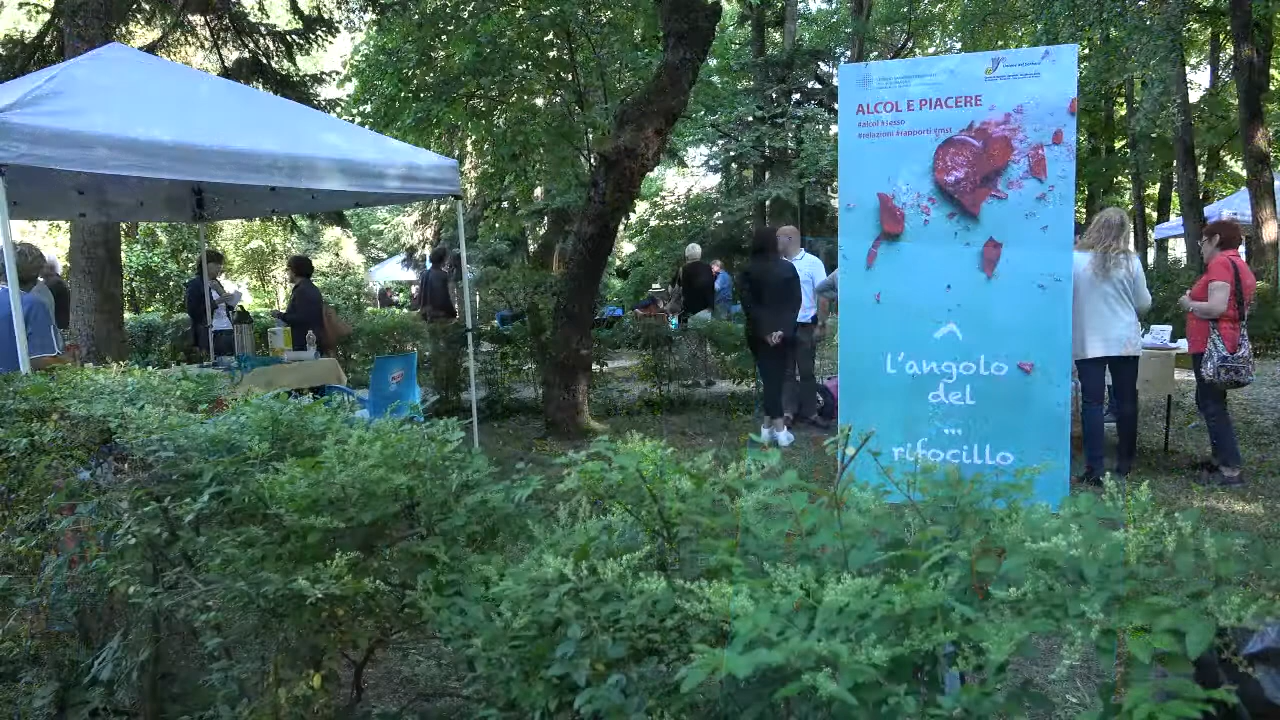 ALCOL E PIACERE
#alcol #sesso
#relazioni #rapporti #mst
l'angolo
del
...
rifocillo